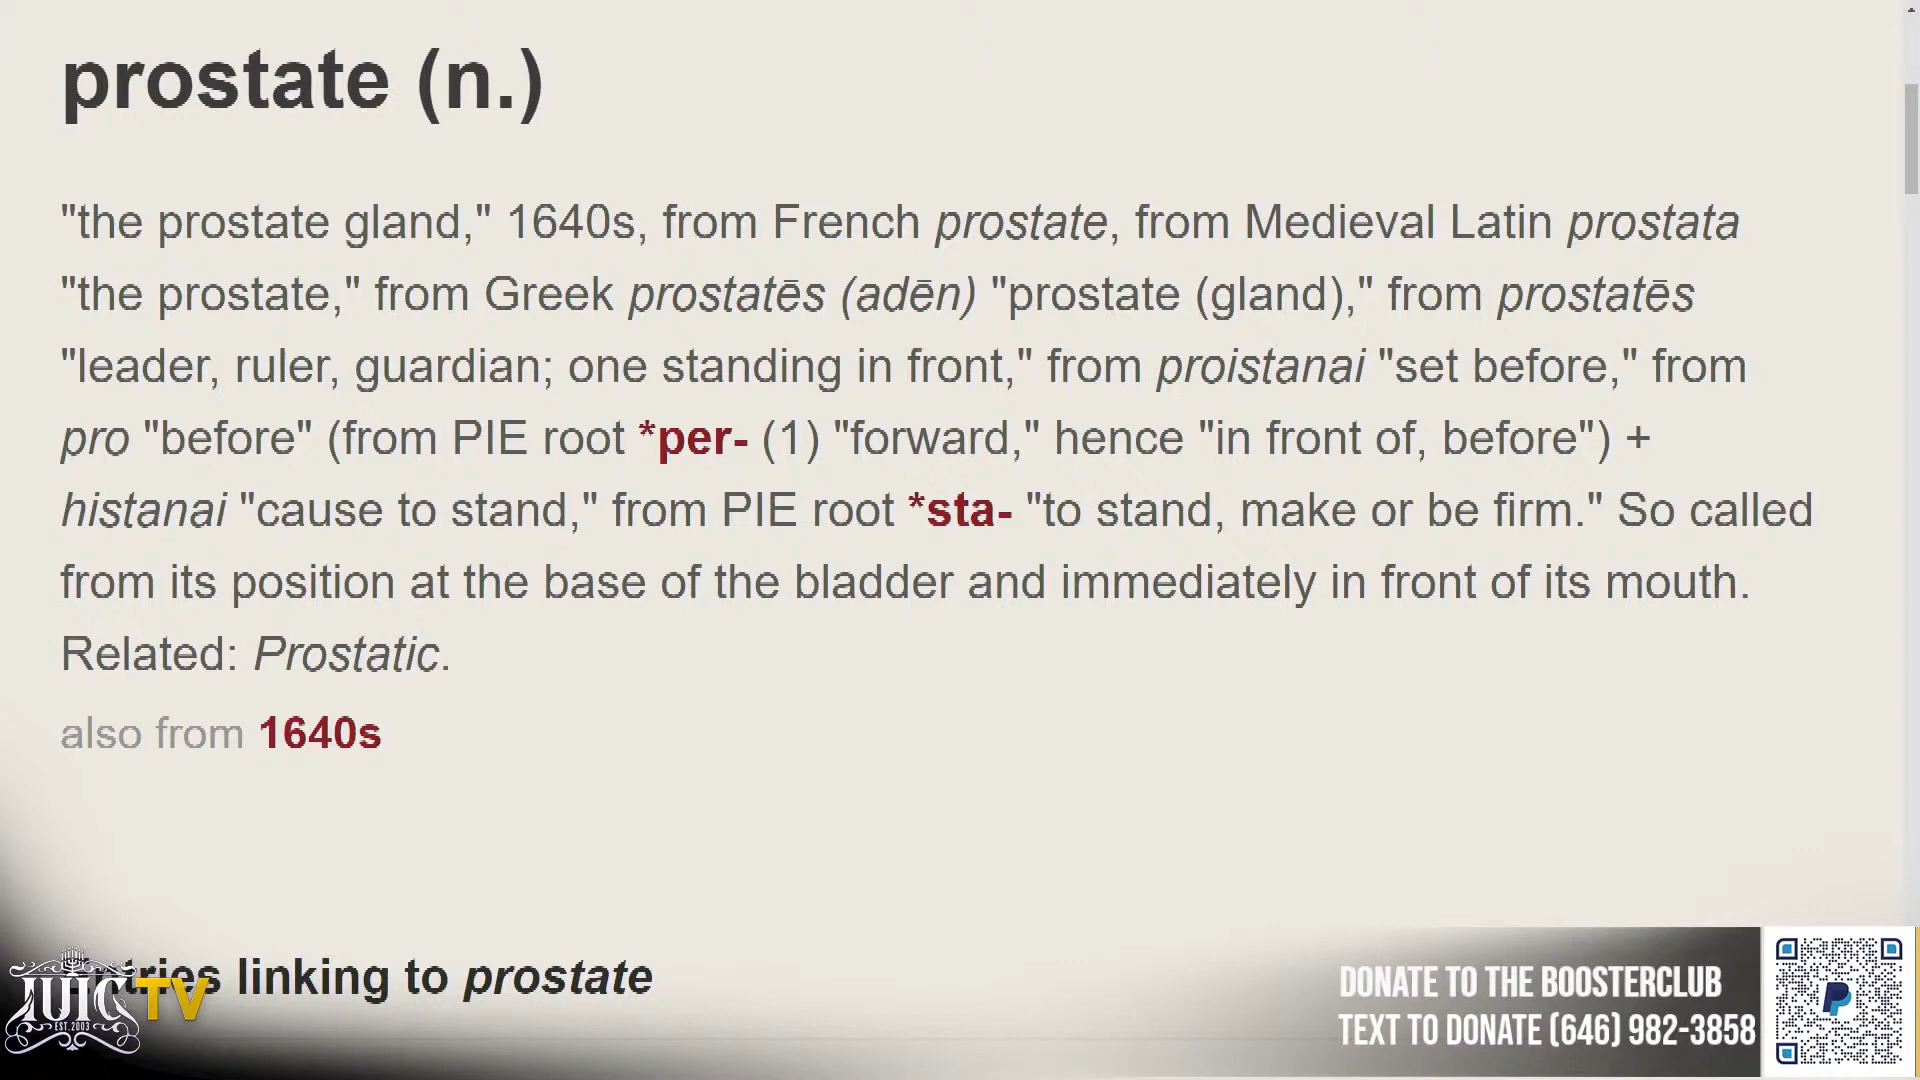 prostate (n.)
"the prostate gland," 1640s, from French prostate, from Medieval Latin prostata
"the prostate," from Greek prostatēs (adēn) "prostate (gland)," from prostatēs
"leader, ruler, guardian; one standing in front," from proistanai "set before," from
pro "before" (from PIE root *per- (1) "forward," hence "in front of, before") +
histanai "cause to stand," from PIE root *sta- "to stand, make or be firm." So called
from its position at the base of the bladder and immediately in front of its mouth.
Related: Prostatic.
also from 1640s
Entries linking to prostate
IUIC TV
EST.2003
DONATE TO THE BOOSTERCLUB
TEXT TO DONATE (646) 982-3858